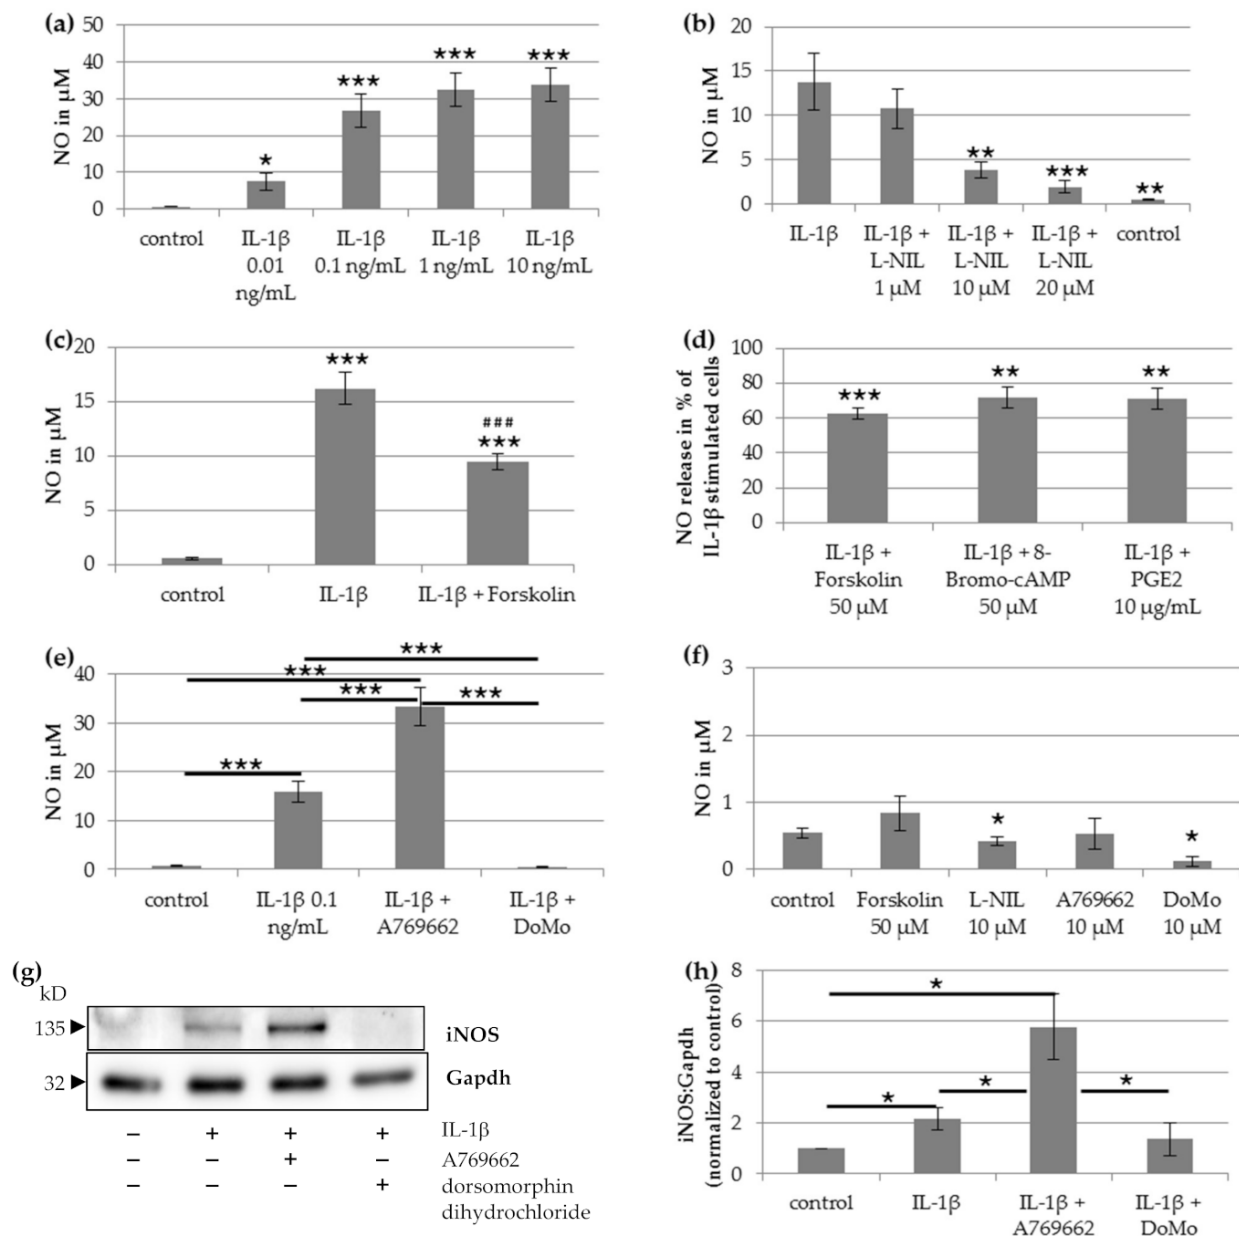 (a)
NO in µM
50
40
30
20
10
0
*
***
***
***
control
IL-1β
0.01
ng/mL
IL-1β
0.1 ng/mL
IL-1β
1 ng/mL
IL-1β
10 ng/mL
(b)
NO in µM
20
15
10
5
0
**
***
**
IL-1β
IL-1β +
L-NIL
1 µM
IL-1β +
L-NIL
10 µM
IL-1β +
L-NIL
20 µM
control
(c)
NO in µM
20
15
10
5
0
***
###
***
control
IL-1β
IL-1β + Forskolin
(d)
NO release in % of
IL-1β stimulated cells
100
80
60
40
20
0
***
**
**
IL-1β +
Forskolin
50 µM
IL-1β + 8-
Bromo-cAMP
50 µM
IL-1β +
PGE2
10 µg/mL
(e)
NO in µM
40
30
20
10
0
***
***
***
***
***
control
IL-1β 0.1
ng/mL
IL-1β +
A769662
IL-1β +
DoMo
(f)
NO in µM
3
2
1
0
*
*
control
Forskolin
50 µM
L-NIL
10 µM
A769662
10 µM
DoMo
10 µM
(g)
kD
135
iNOS
32
Gapdh
– + + + IL-1β
– – + – A769662
– – – + dorsomorphin
dihydrochloride
(h)
iNOS:Gapdh
(normalized to control)
8
6
4
2
0
*
*
*
*
control
IL-1β
IL-1β +
A769662
IL-1β +
DoMo